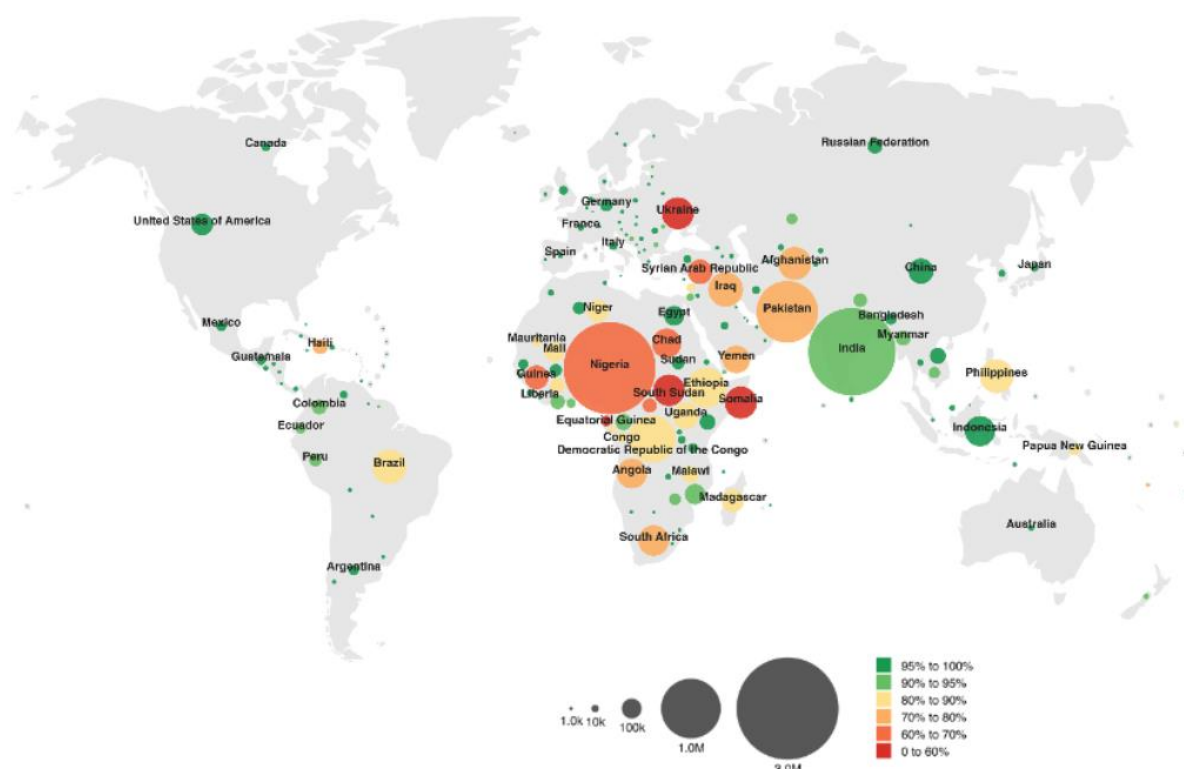 Canada
Russian Federation
Germany
United States of America
Ukraine
France
Italy
Spain
Afghanistan
Syrian Arab Republic
China
Japan
Iraq
Niger
Pakistan
Egypt
Bangladesh
Mexico
Mauritania
Haiti
Chad
Myanmar
Mali
India
Guatemala
Sudan
Yemen
Nigeria
Guinea
Philippines
Ethiopia
Liberia
South Sudan
Somalia
Colombia
Uganda
Equatorial Guinea
Ecuador
Indonesia
Congo
Papua New Guinea
Democratic Republic of the Congo
Peru
Brazil
Angola
Malawi
Madagascar
Australia
South Africa
Argentina
95% to 100%
90% to 95%
80% to 90%
70% to 80%
60% to 70%
0 to 60%
1.0k
10k
100k
1.0M